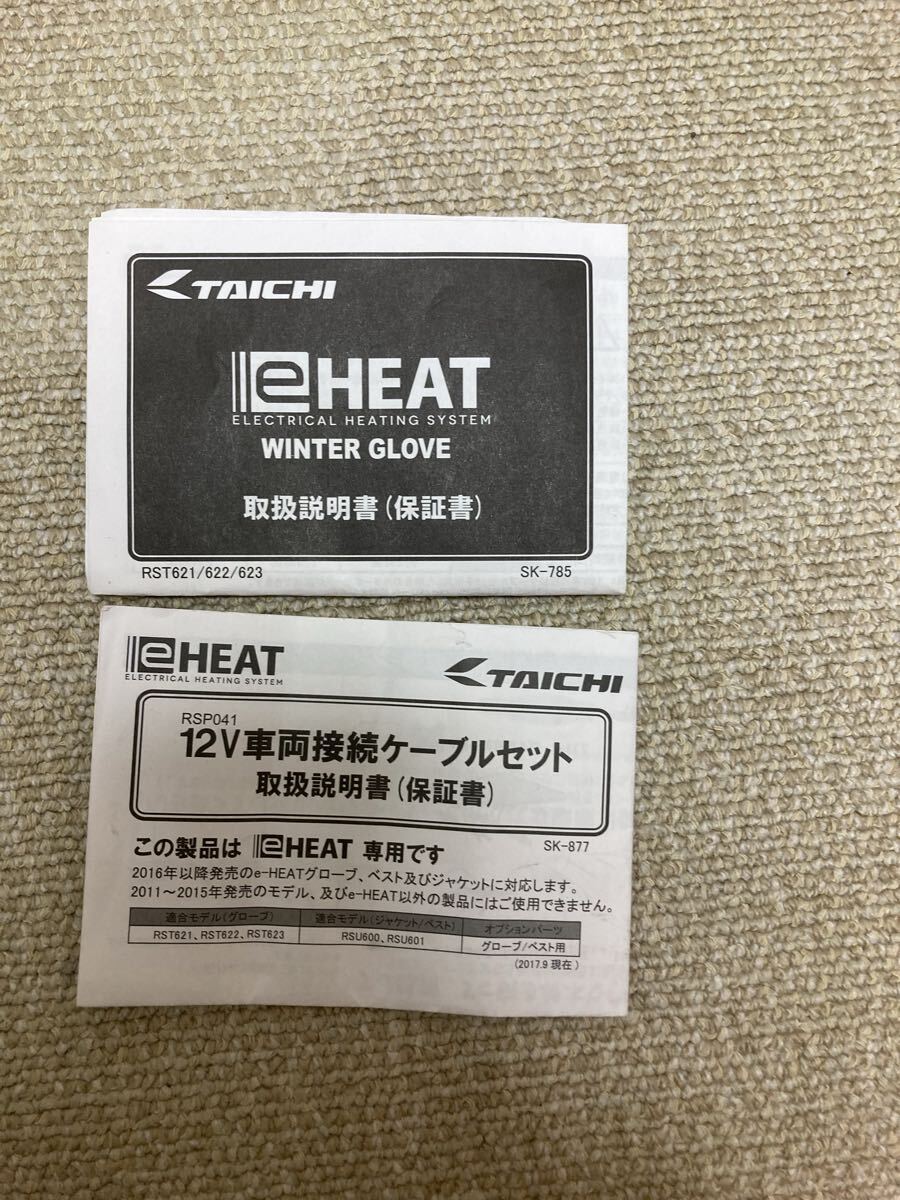 TAICHI
eHEAT
ELECTRICAL HEATING SYSTEM
WINTER GLOVE
取扱説明書(保証書)
RST621/622/623 SK-785
eHEAT TAICHI
ELECTRICAL HEATING SYSTEM
RSP041
12V車両接続ケーブルセット
取扱説明書(保証書)
SK-877
この製品は eHEAT 専用です
2016年以降発売のe-HEATグローブ、ベスト及びジャケットに対応します。
2011～2015年発売のモデル、及びe-HEAT以外の製品にはご使用できません。
適合モデル(グローブ) 適合モデル(ジャケット/ベスト) オプションパーツ
RST621、RST622、RST623 RSU600、RSU601 グローブ/ベスト用
(2017.9 現在)